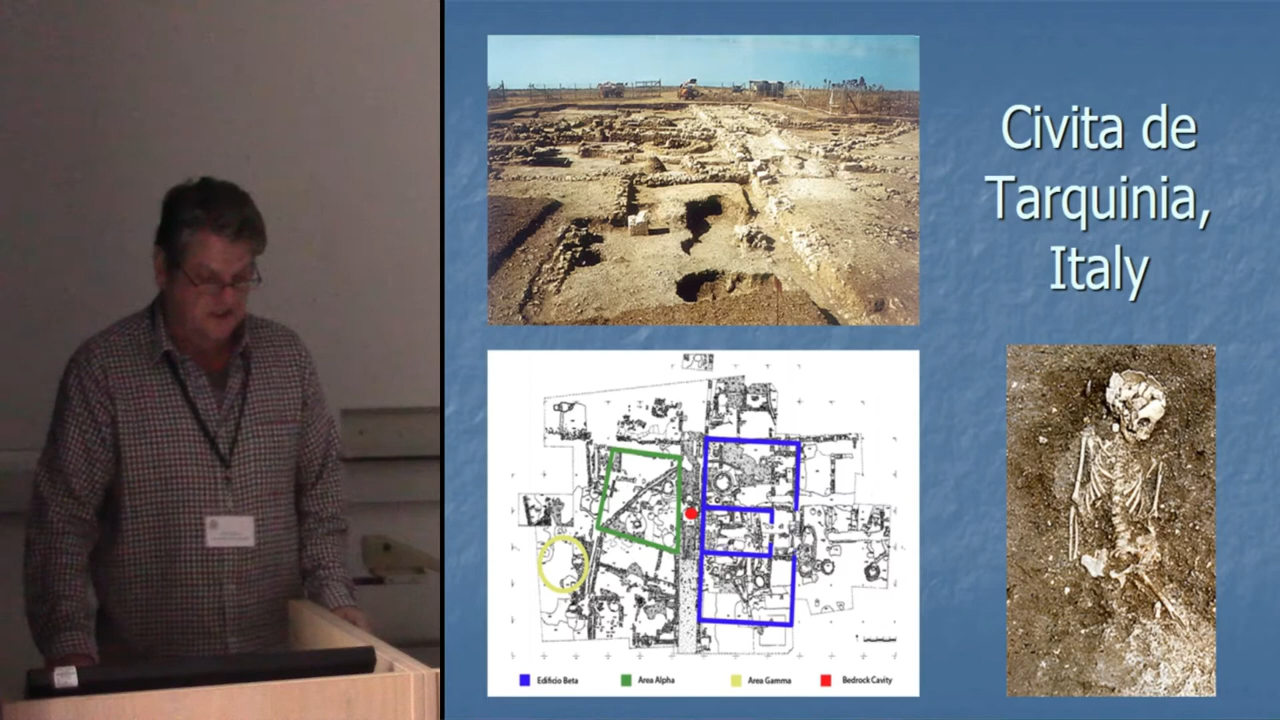 Civita de
Tarquinia,
Italy
Edificio Beta
Area Alpha
Area Gamma
Bedrock Cavity